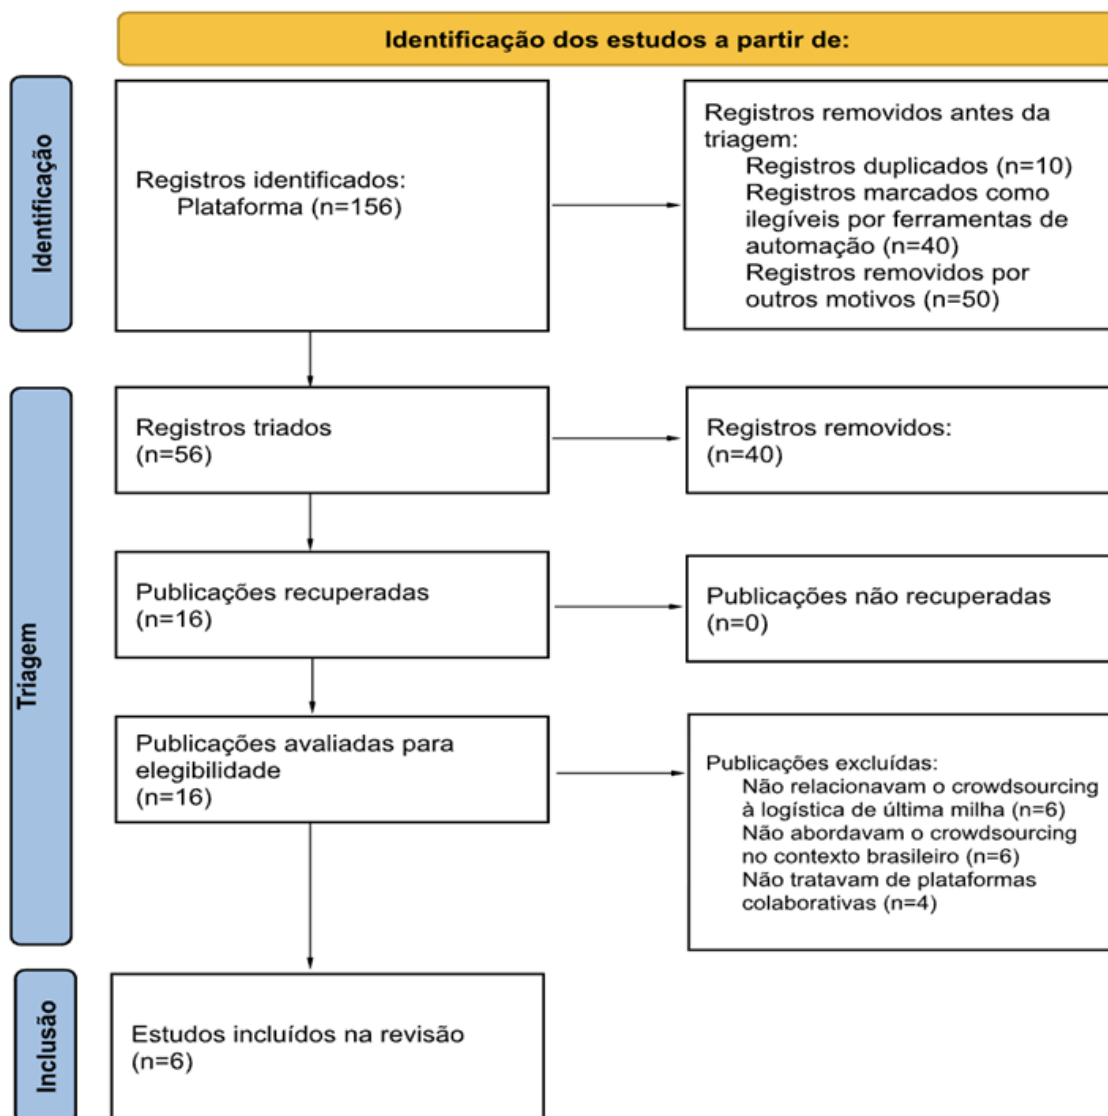 Identificação dos estudos a partir de:
Identificação
Registros identificados:
Plataforma (n=156)
Registros removidos antes da
triagem:
Registros duplicados (n=10)
Registros marcados como
ilegíveis por ferramentas de
automação (n=40)
Registros removidos por
outros motivos (n=50)
Triagem
Registros triados
(n=56)
Registros removidos:
(n=40)
Publicações recuperadas
(n=16)
Publicações não recuperadas
(n=0)
Publicações avaliadas para
elegibilidade
(n=16)
Publicações excluídas:
Não relacionavam o crowdsourcing
à logística de última milha (n=6)
Não abordavam o crowdsourcing
no contexto brasileiro (n=6)
Não tratavam de plataformas
colaborativas (n=4)
Inclusão
Estudos incluídos na revisão
(n=6)